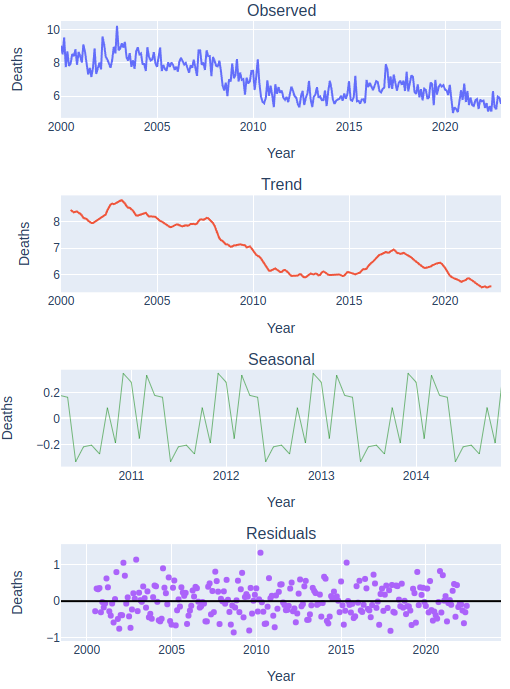 Observed
10
8
6
Deaths
2000 2005 2010 2015 2020
Year
Trend
8
7
6
Deaths
2000 2005 2010 2015 2020
Year
Seasonal
0.2
0
−0.2
Deaths
2011 2012 2013 2014
Year
Residuals
1
0
−1
Deaths
2000 2005 2010 2015 2020
Year